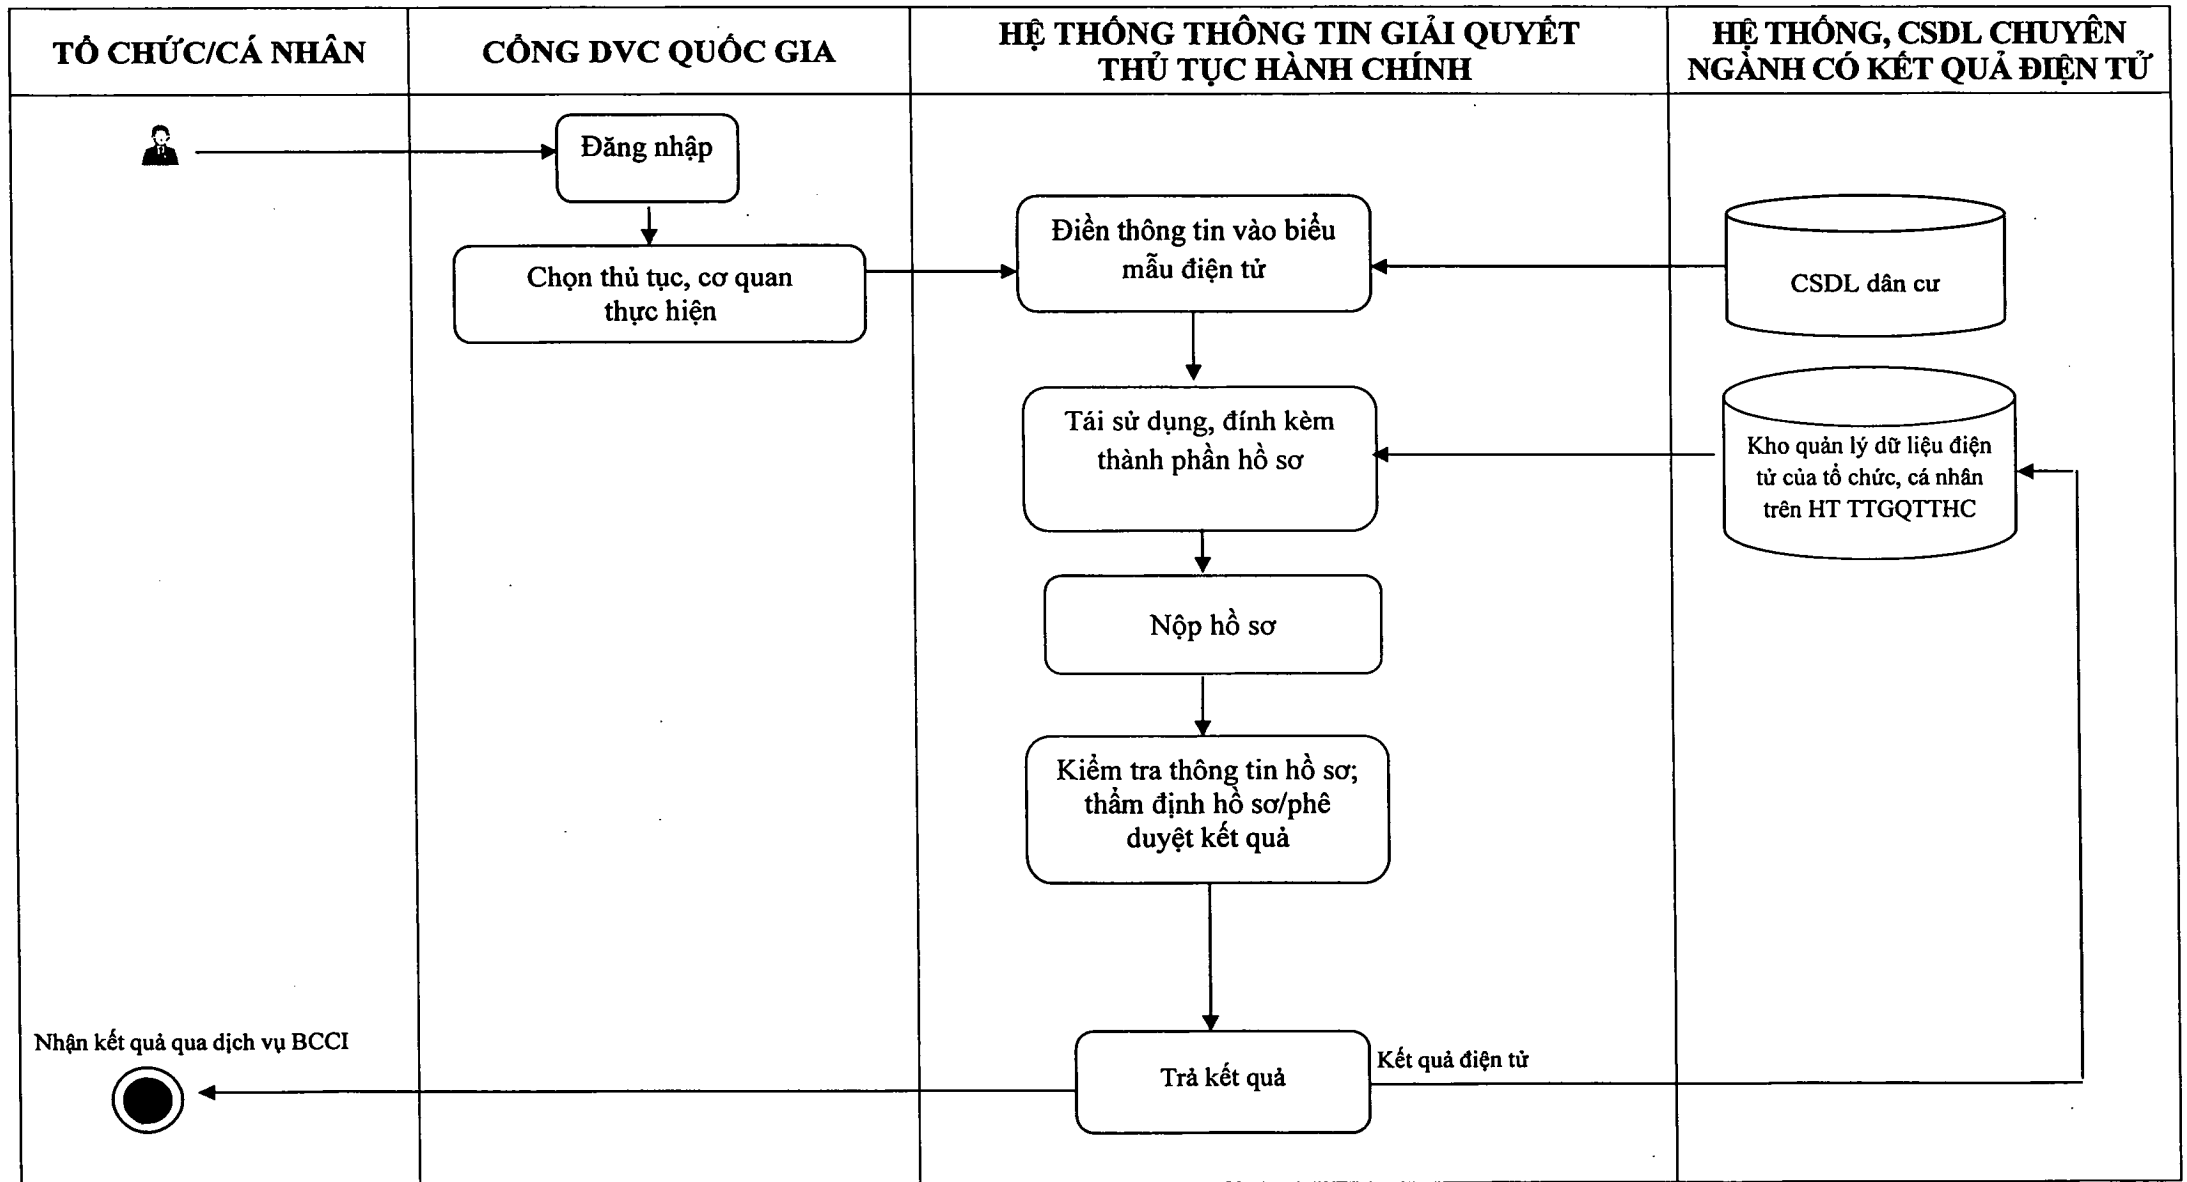 TỔ CHỨC/CÁ NHÂN
CỔNG DVC QUỐC GIA
HỆ THỐNG THÔNG TIN GIẢI QUYẾT
THỦ TỤC HÀNH CHÍNH
HỆ THỐNG, CSDL CHUYÊN
NGÀNH CÓ KẾT QUẢ ĐIỆN TỬ
Đăng nhập
Chọn thủ tục, cơ quan
thực hiện
Điền thông tin vào biểu
mẫu điện tử
CSDL dân cư
Tái sử dụng, đính kèm
thành phần hồ sơ
Kho quản lý dữ liệu điện
tử của tổ chức, cá nhân
trên HT TTGQTTHC
Nộp hồ sơ
Kiểm tra thông tin hồ sơ;
thẩm định hồ sơ/phê
duyệt kết quả
Nhận kết quả qua dịch vụ BCCI
Trả kết quả
Kết quả điện tử